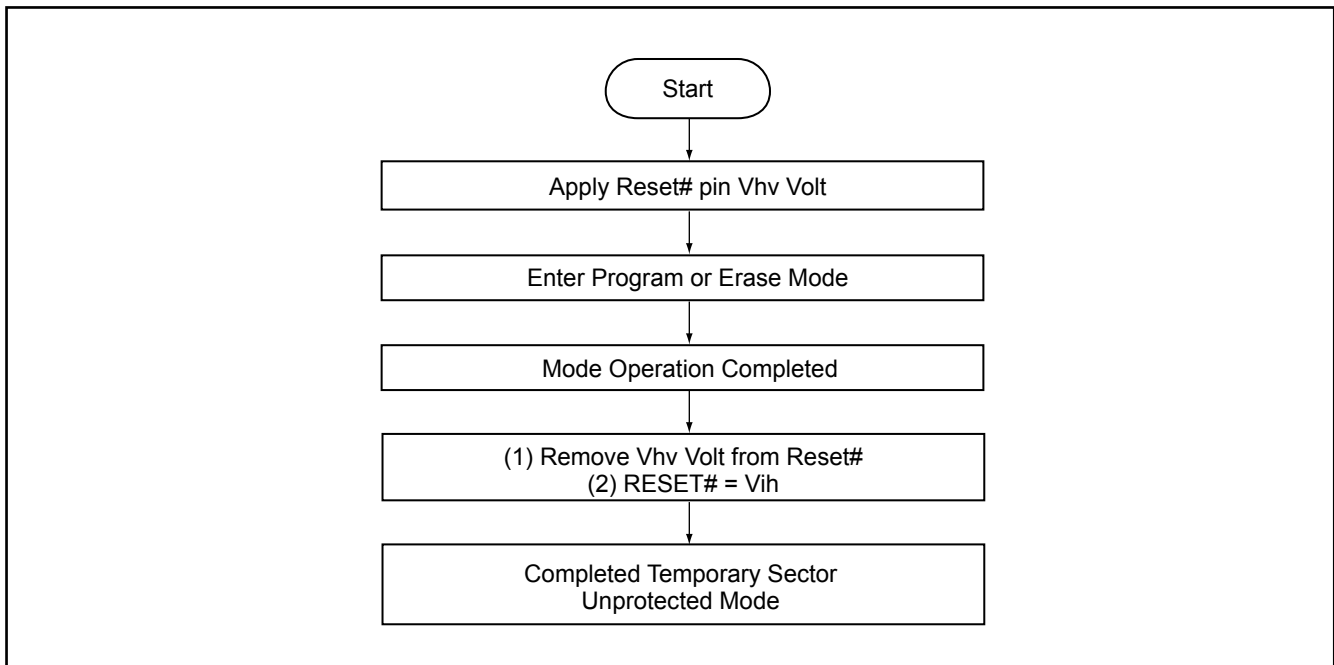 Start
Apply Reset# pin Vhv Volt
Enter Program or Erase Mode
Mode Operation Completed
(1) Remove Vhv Volt from Reset#
(2) RESET# = Vih
Completed Temporary Sector
Unprotected Mode